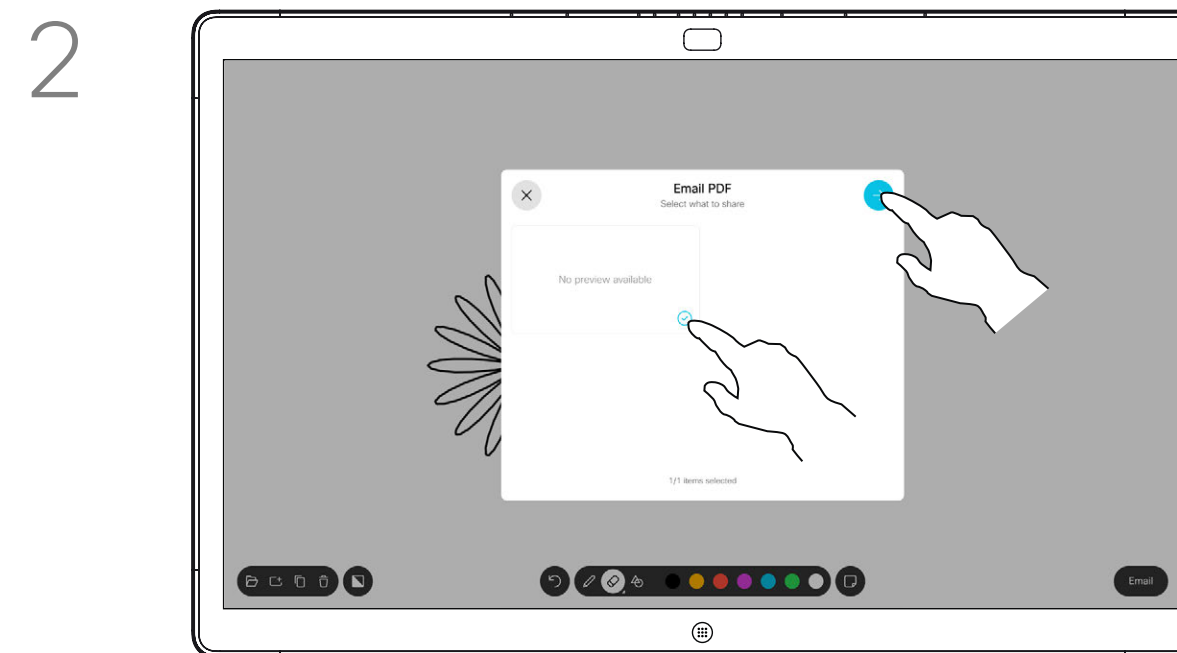 2
Email PDF
Select what to share
No preview available
1/1 items selected
Email